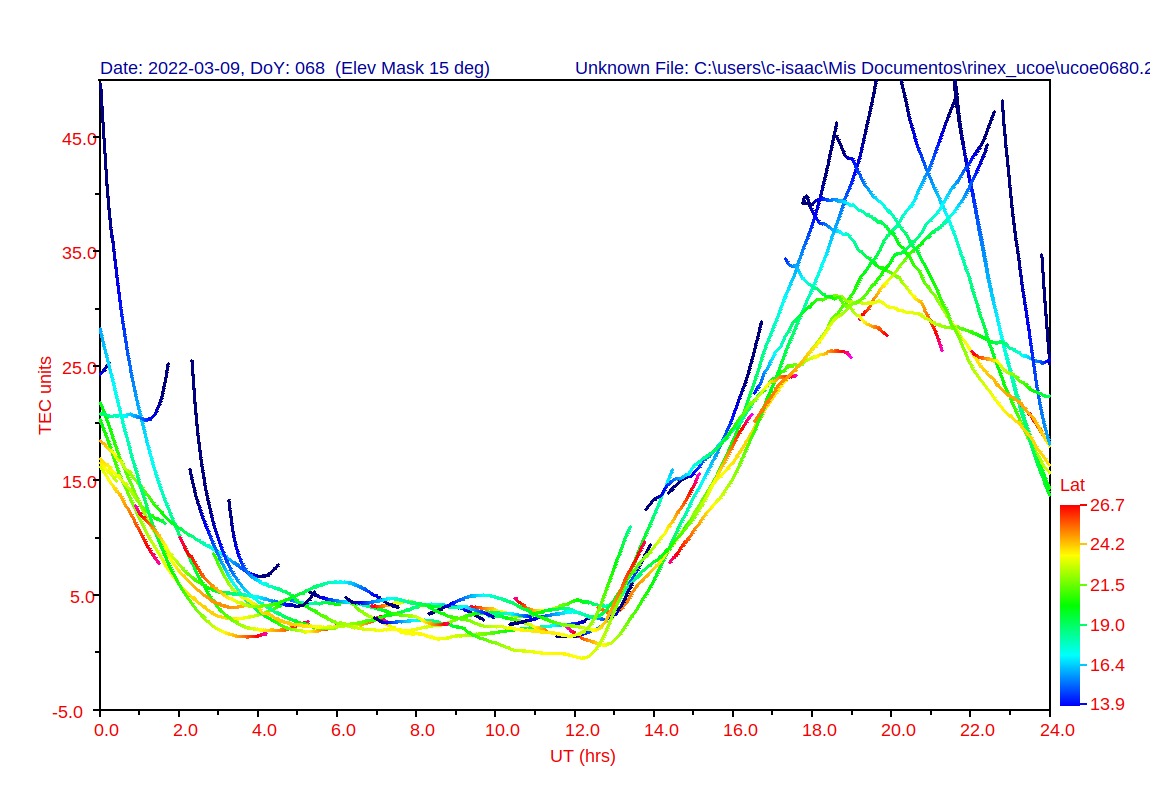 Date: 2022-03-09, DoY: 068  (Elev Mask 15 deg)
Unknown File: C:\users\c-isaac\Mis Documentos\rinex_ucoe\ucoe0680.2
45.0
35.0
25.0
15.0
5.0
-5.0
TEC units
0.0 2.0 4.0 6.0 8.0 10.0 12.0 14.0 16.0 18.0 20.0 22.0 24.0
UT (hrs)
Lat
26.7
24.2
21.5
19.0
16.4
13.9